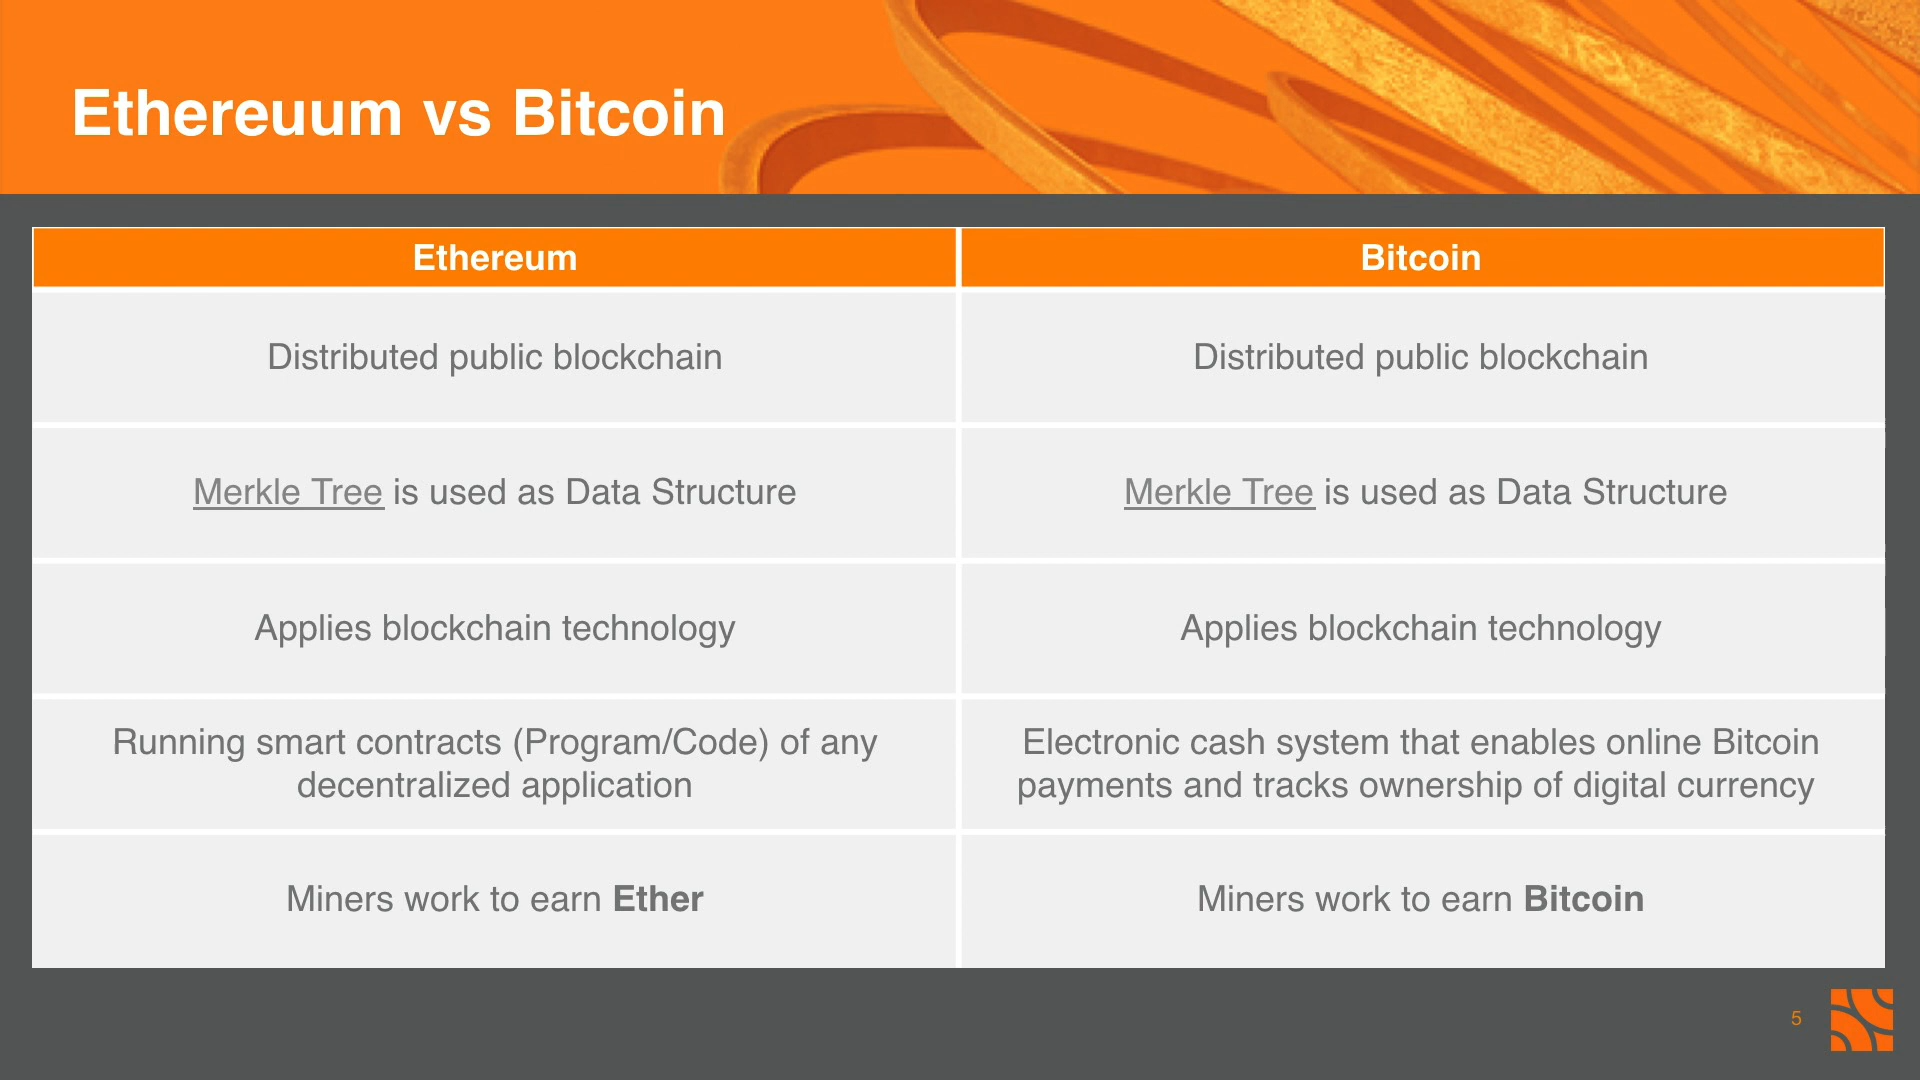 Ethereuum vs Bitcoin
Ethereum
Bitcoin
Distributed public blockchain
Distributed public blockchain
Merkle Tree is used as Data Structure
Merkle Tree is used as Data Structure
Applies blockchain technology
Applies blockchain technology
Running smart contracts (Program/Code) of any
decentralized application
Electronic cash system that enables online Bitcoin
payments and tracks ownership of digital currency
Miners work to earn Ether
Miners work to earn Bitcoin
5